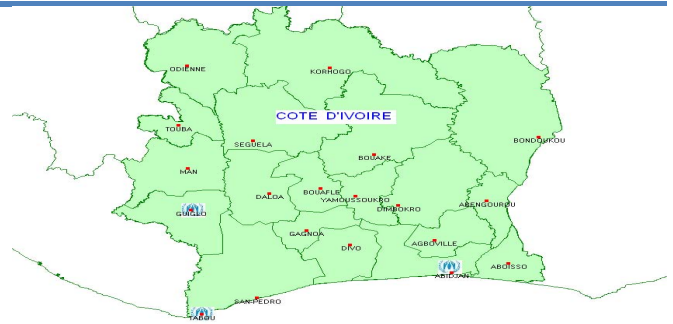 ODIENNE
KORHOGO
COTE D'IVOIRE
TOUBA
SEGUELA
BONDOUKOU
BOUAKE
MAN
DALOA
BOUAFLE
YAMOUSSOUKRO
DIMBOKRO
ABENGOUROU
GUIGLO
GAGNOA
DIVO
AGBOVILLE
ABOISSO
ABIDJAN
SAN-PEDRO
TABOU